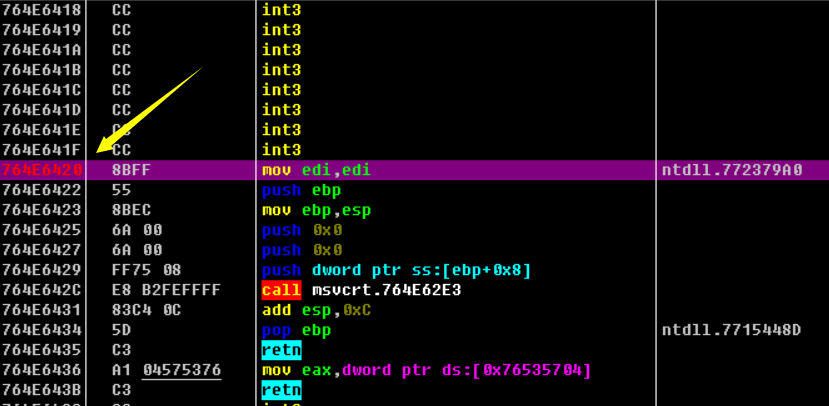 764E6418 CC int3
764E6419 CC int3
764E641A CC int3
764E641B CC int3
764E641C CC int3
764E641D CC int3
764E641E CC int3
764E641F CC int3
764E6420 8BFF mov edi,edi ntdll.772379A0
764E6422 55 push ebp
764E6423 8BEC mov ebp,esp
764E6425 6A 00 push 0x0
764E6427 6A 00 push 0x0
764E6429 FF75 08 push dword ptr ss:[ebp+0x8]
764E642C E8 B2FEFFFF call msvcrt.764E62E3
764E6431 83C4 0C add esp,0xC
764E6434 5D pop ebp ntdll.7715448D
764E6435 C3 retn
764E6436 A1 04575376 mov eax,dword ptr ds:[0x76535704]
764E643B C3 retn